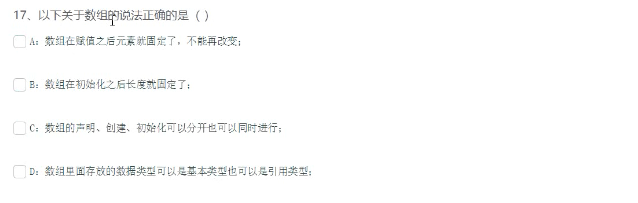 17、以下关于数组的说法正确的是（ ）
A：数组在赋值之后元素就固定了，不能再改变；
B：数组在初始化之后长度就固定了；
C：数组的声明、创建、初始化可以分开也可以同时进行；
D：数组里面存放的数据类型可以是基本类型也可以是引用类型；